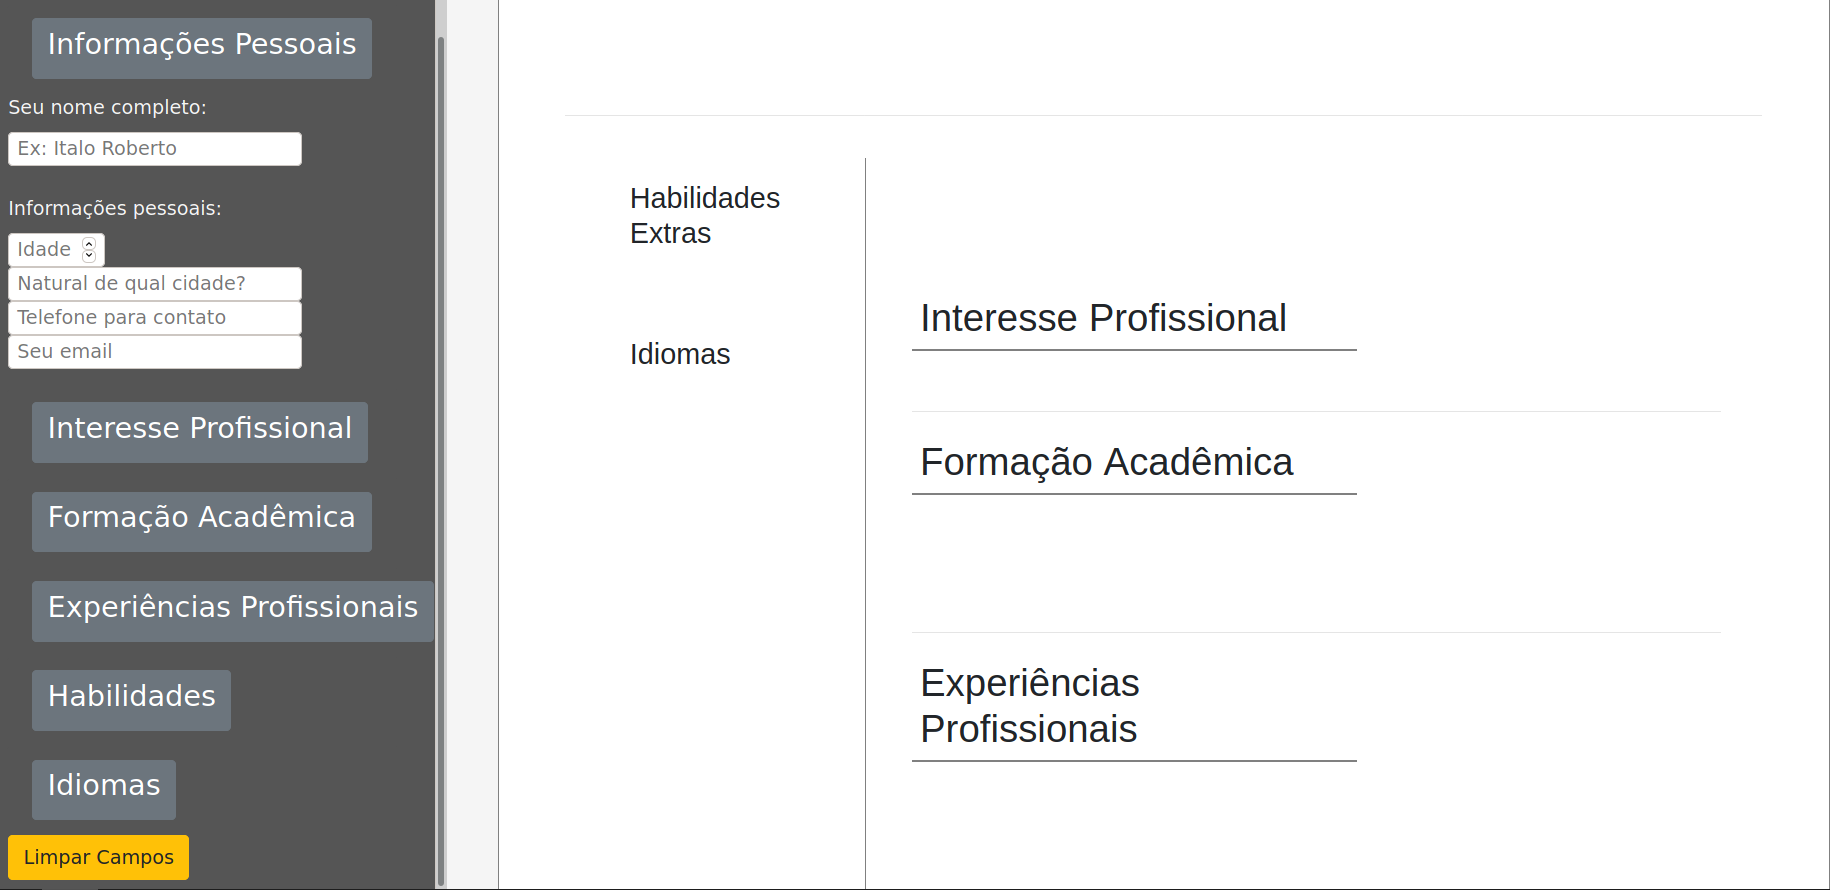 Informações Pessoais
Seu nome completo:
Ex: Italo Roberto
Informações pessoais:
Idade
Natural de qual cidade?
Telefone para contato
Seu email
Interesse Profissional
Formação Acadêmica
Experiências Profissionais
Habilidades
Idiomas
Limpar Campos
Habilidades
Extras
Idiomas
Interesse Profissional
Formação Acadêmica
Experiências
Profissionais